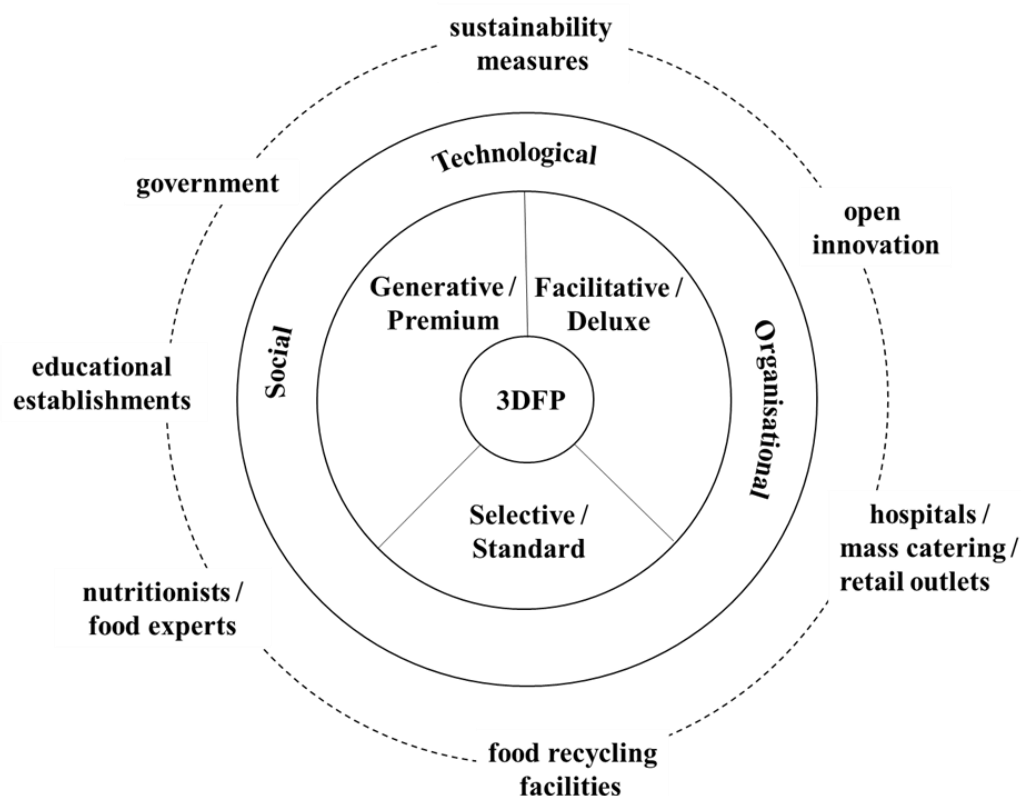 sustainability
measures
Technological
government
open
innovation
Generative /
Premium
Facilitative /
Deluxe
Social
Organisational
educational
establishments
3DFP
Selective /
Standard
hospitals /
mass catering /
retail outlets
nutritionists /
food experts
food recycling
facilities